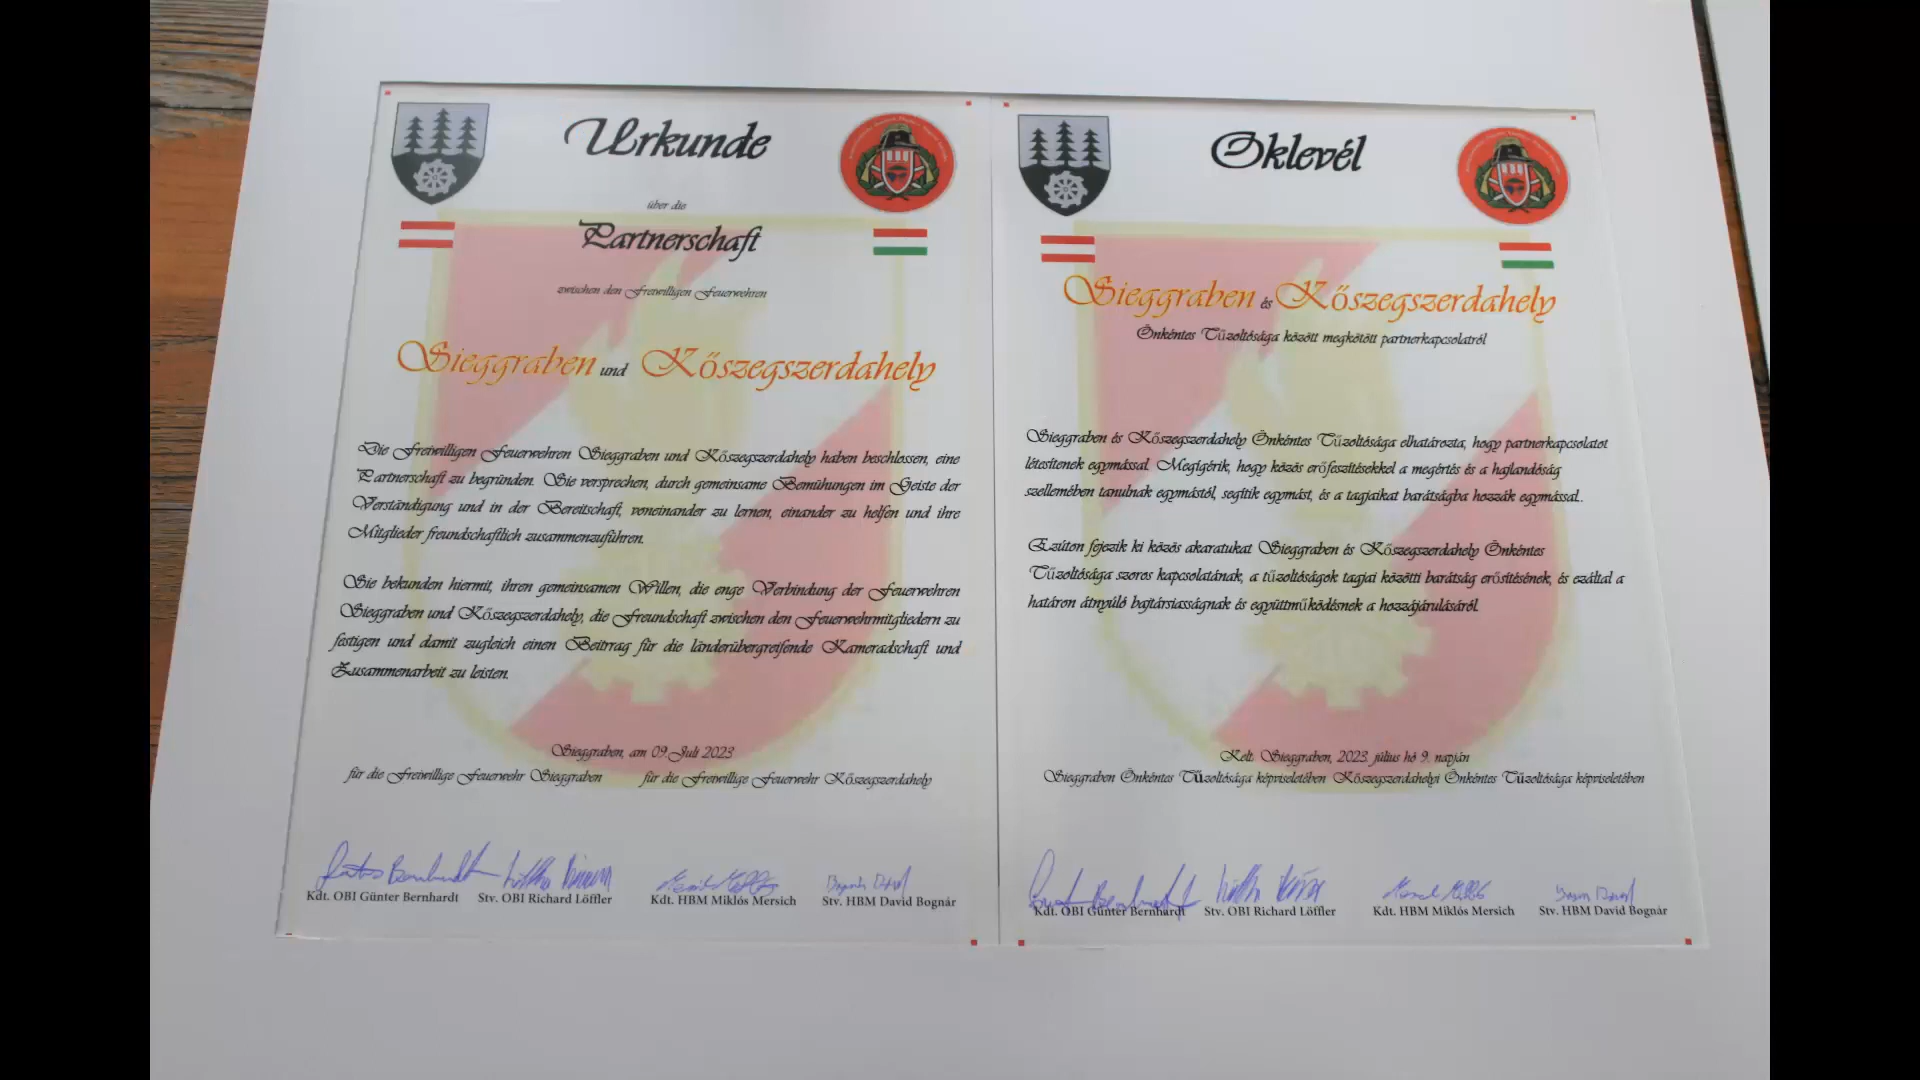 Urkunde
über die
Partnerschaft
zwischen den Freiwilligen Feuerwehren
Sieggraben und Kőszegszerdahely
Die Freiwilligen Feuerwehren Sieggraben und Kőszegszerdahely haben beschlossen, eine
Partnerschaft zu begründen. Sie versprechen, durch gemeinsame Bemühungen im Geiste der
Verständigung und in der Bereitschaft, voneinander zu lernen, einander zu helfen und ihre
Mitglieder freundschaftlich zusammenzuführen.
Sie bekunden hiermit, ihren gemeinsamen Willen, die enge Verbindung der Feuerwehren
Sieggraben und Kőszegszerdahely, die Freundschaft zwischen den Feuerwehrmitgliedern zu
festigen und damit zugleich einen Beitrrag für die länderübergreifende Kameradschaft und
Zusammenarbeit zu leisten.
Sieggraben, am 09.Juli 2023
für die Freiwillige Feuerwehr Sieggraben für die Freiwillige Feuerwehr Kőszegszerdahely
Kdt. OBI Günter Bernhardt Stv. OBI Richard Löffler Kdt. HBM Miklós Mersich Stv. HBM David Bognár
Oklevél
Sieggraben és Kőszegszerdahely
Önkéntes Tűzoltósága között megkötött partnerkapcsolatról
Sieggraben és Kőszegszerdahely Önkéntes Tűzoltósága elhatározta, hogy partnerkapcsolatot
létesítenek egymással. Megígérik, hogy közös erőfeszítésekkel a megértés és a hajlandóság
szellemében tanulnak egymástól, segítik egymást, és a tagjaikat barátságba hozzák egymással..
Ezúton fejezik ki közös akaratukat Sieggraben és Kőszegszerdahely Önkéntes
Tűzoltósága szoros kapcsolatának, a tűzoltóságok tagjai közötti barátság erősítésének, és ezáltal a
határon átnyúló bajtársiasságnak és együttműködésnek a hozzájárulásáról.
Kelt. Sieggraben, 2023. július hó 9. napján
Sieggraben Önkéntes Tűzoltósága képviseletében Kőszegszerdahelyi Önkéntes Tűzoltósága képviseletében
Kdt. OBI Günter Bernhardt Stv. OBI Richard Löffler Kdt. HBM Miklós Mersich Stv. HBM David Bognár